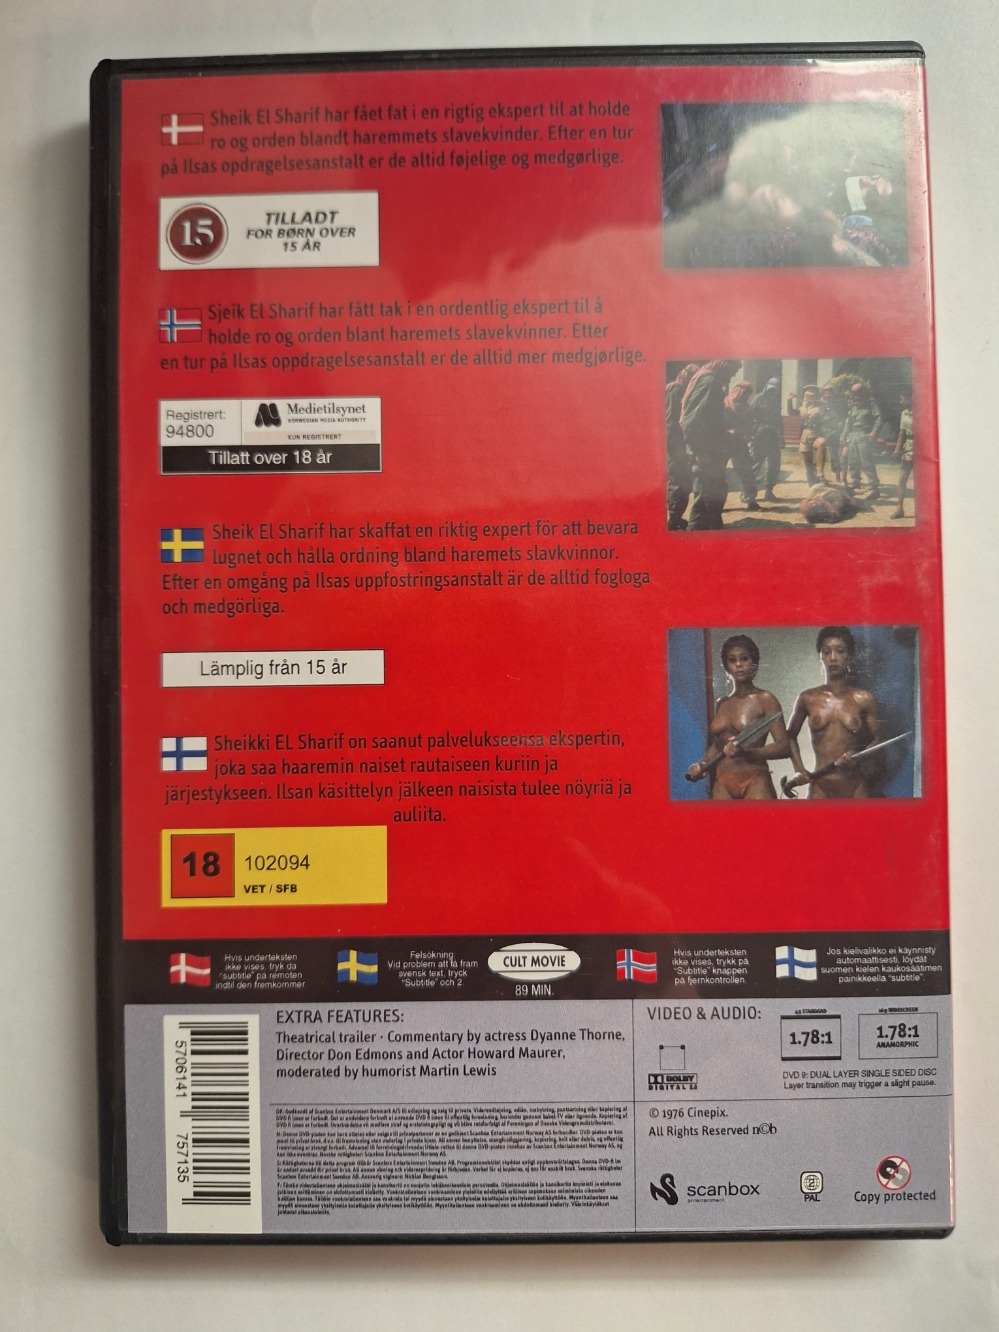 Sheik El Sharif har fået fat i en rigtig ekspert til at holde
ro og orden blandt haremmets slavekvinder. Efter en tur
på Ilsas opdragelsesanstalt er de altid føjelige og medgørlige.
15
TILLADT
FOR BØRN OVER
15 ÅR
Sjeik El Sharif har fått tak i en ordentlig ekspert til å
holde ro og orden blant haremets slavekvinner. Etter
en tur på Ilsas oppdragelsesanstalt er de alltid mer medgjørlige.
Registrert:
94800
Medietilsynet
NORWEGIAN MEDIA AUTHORITY
KUN REGISTRERT
Tillatt over 18 år
Sheik El Sharif har skaffat en riktig expert för att bevara
lugnet och hålla ordning bland haremets slavkvinnor.
Efter en omgång på Ilsas uppfostringsanstalt är de alltid fogloga
och medgörliga.
Lämplig från 15 år
Sheikki EL Sharif on saanut palvelukseensa ekspertin,
joka saa haaremin naiset rautaiseen kuriin ja
järjestykseen. Ilsan käsittelyn jälkeen naisista tulee nöyriä ja
auliita.
18
102094
VET / SFB
Hvis underteksten
ikke vises, tryk da
"subtitle" på remoten
indtil den fremkommer
Felsökning:
Vid problem att få fram
svensk text, tryck
"Subtitle" och 2.
CULT MOVIE
89 MIN.
Hvis underteksten
ikke vises, trykk på
"Subtitle" knappen
på fjernkontrollen.
Jos kielivalikko ei käynnisty
automaattisesti, löydät
suomen kielen kaukosäätimen
painikkeella "subtitle".
5706141 757135
EXTRA FEATURES:
Theatrical trailer · Commentary by actress Dyanne Thorne,
Director Don Edmons and Actor Howard Maurer,
moderated by humorist Martin Lewis
VIDEO & AUDIO:
DOLBY
DIGITAL 2.0
4:3 STANDARD
1.78:1
16:9 WIDESCREEN
1.78:1
ANAMORPHIC
DVD 9: DUAL LAYER SINGLE SIDED DISC
Layer transition may trigger a slight pause.
© 1976 Cinepix.
All Rights Reserved n©b
scanbox
entertainment
PAL
Copy protected